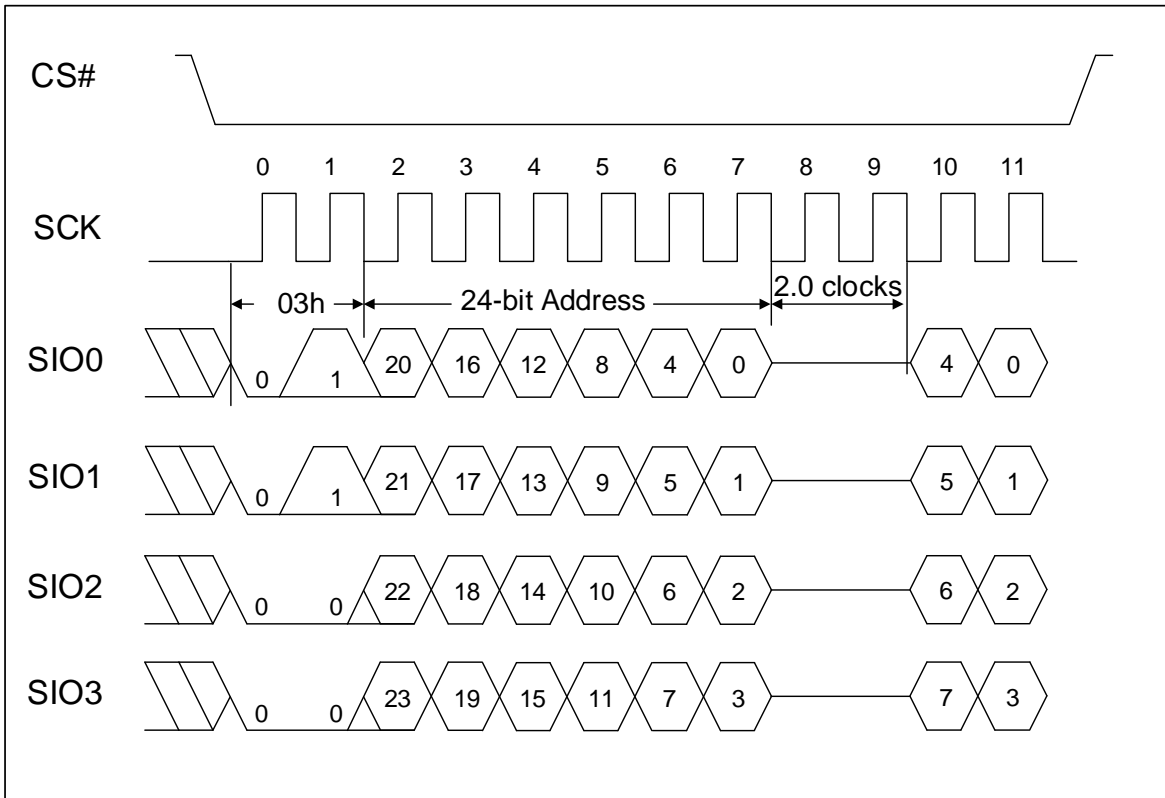 CS#
0 1 2 3 4 5 6 7 8 9 10 11
SCK
03h 24-bit Address 2.0 clocks
SIO0 0 1 20 16 12 8 4 0 4 0
SIO1 0 1 21 17 13 9 5 1 5 1
SIO2 0 0 22 18 14 10 6 2 6 2
SIO3 0 0 23 19 15 11 7 3 7 3